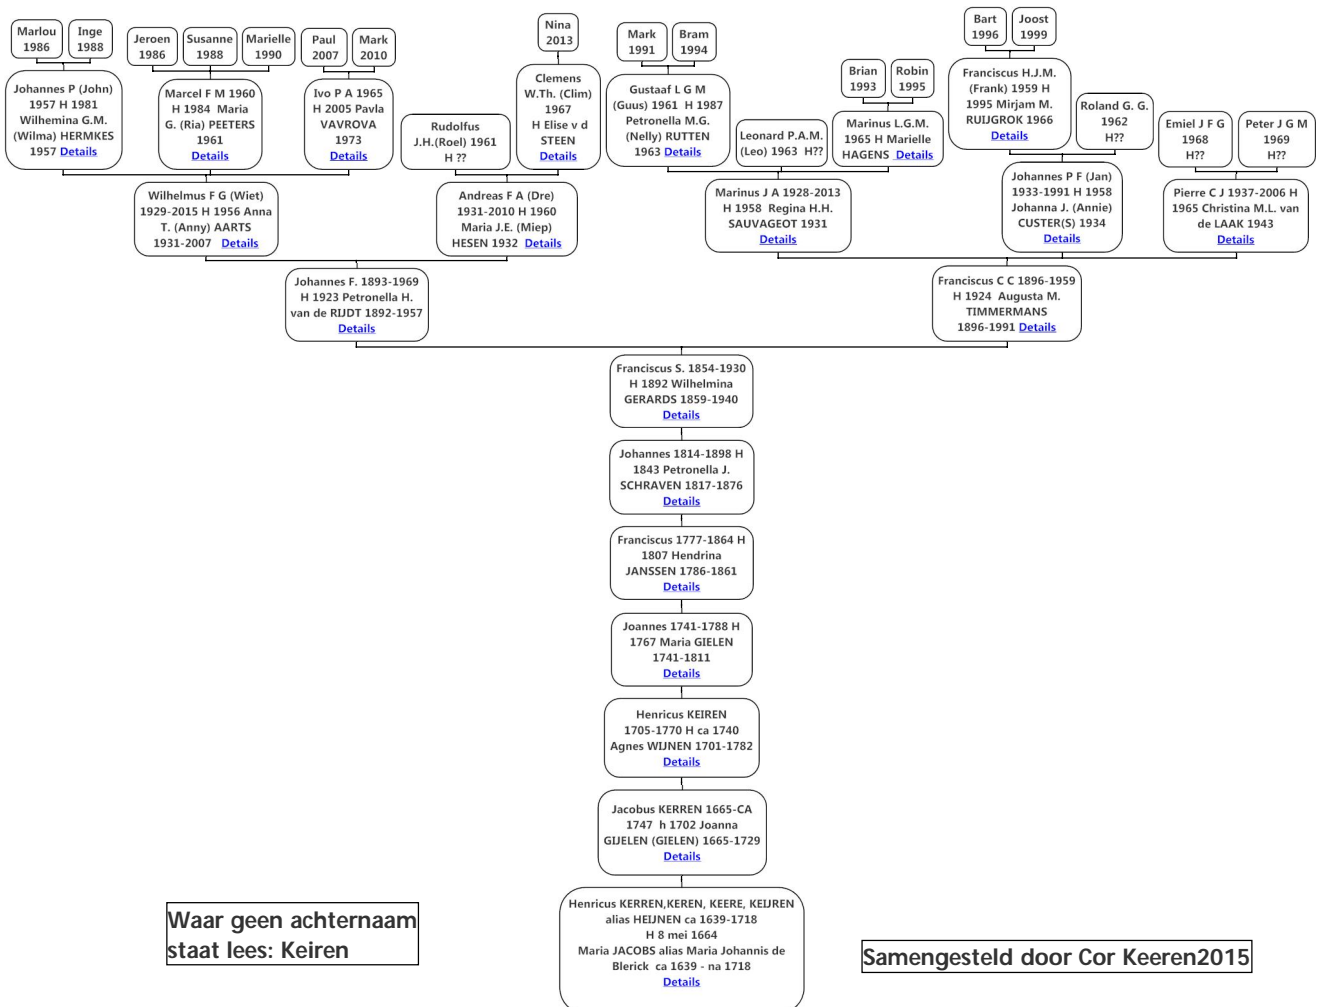 Marlou
1986
Inge
1988
Jeroen
1986
Susanne
1988
Marielle
1990
Paul
2007
Mark
2010
Nina
2013
Mark
1991
Bram
1994
Brian
1993
Robin
1995
Bart
1996
Joost
1999
Johannes P (John)
1957 H 1981
Wilhemina G.M.
(Wilma) HERMKES
1957 Details
Marcel F M 1960
H 1984 Maria
G. (Ria) PEETERS
1961
Details
Ivo P A 1965
H 2005 Pavla
VAVROVA
1973
Details
Rudolfus
J.H.(Roel) 1961
H ??
Clemens
W.Th. (Clim)
1967
H Elise v d
STEEN
Details
Gustaaf L G M
(Guus) 1961 H 1987
Petronella M.G.
(Nelly) RUTTEN
1963 Details
Leonard P.A.M.
(Leo) 1963 H??
Marinus L.G.M.
1965 H Marielle
HAGENS Details
Franciscus H.J.M.
(Frank) 1959 H
1995 Mirjam M.
RUIJGROK 1966
Details
Roland G. G.
1962
H??
Emiel J F G
1968
H??
Peter J G M
1969
H??
Wilhelmus F G (Wiet)
1929-2015 H 1956 Anna
T. (Anny) AARTS
1931-2007 Details
Andreas F A (Dre)
1931-2010 H 1960
Maria J.E. (Miep)
HESEN 1932 Details
Marinus J A 1928-2013
H 1958 Regina H.H.
SAUVAGEOT 1931
Details
Johannes P F (Jan)
1933-1991 H 1958
Johanna J. (Annie)
CUSTER(S) 1934
Details
Pierre C J 1937-2006 H
1965 Christina M.L. van
de LAAK 1943
Details
Johannes F. 1893-1969
H 1923 Petronella H.
van de RIJDT 1892-1957
Details
Franciscus C C 1896-1959
H 1924 Augusta M.
TIMMERMANS
1896-1991 Details
Franciscus S. 1854-1930
H 1892 Wilhelmina
GERARDS 1859-1940
Details
Johannes 1814-1898 H
1843 Petronella J.
SCHRAVEN 1817-1876
Details
Franciscus 1777-1864 H
1807 Hendrina
JANSSEN 1786-1861
Details
Joannes 1741-1788 H
1767 Maria GIELEN
1741-1811
Details
Henricus KEIREN
1705-1770 H ca 1740
Agnes WIJNEN 1701-1782
Details
Jacobus KERREN 1665-CA
1747 h 1702 Joanna
GIJELEN (GIELEN) 1665-1729
Details
Henricus KERREN,KEREN, KEERE, KEIJREN
alias HEIJNEN ca 1639-1718
H 8 mei 1664
Maria JACOBS alias Maria Johannis de
Blerick ca 1639 - na 1718
Details
Waar geen achternaam
staat lees: Keiren
Samengesteld door Cor Keeren2015